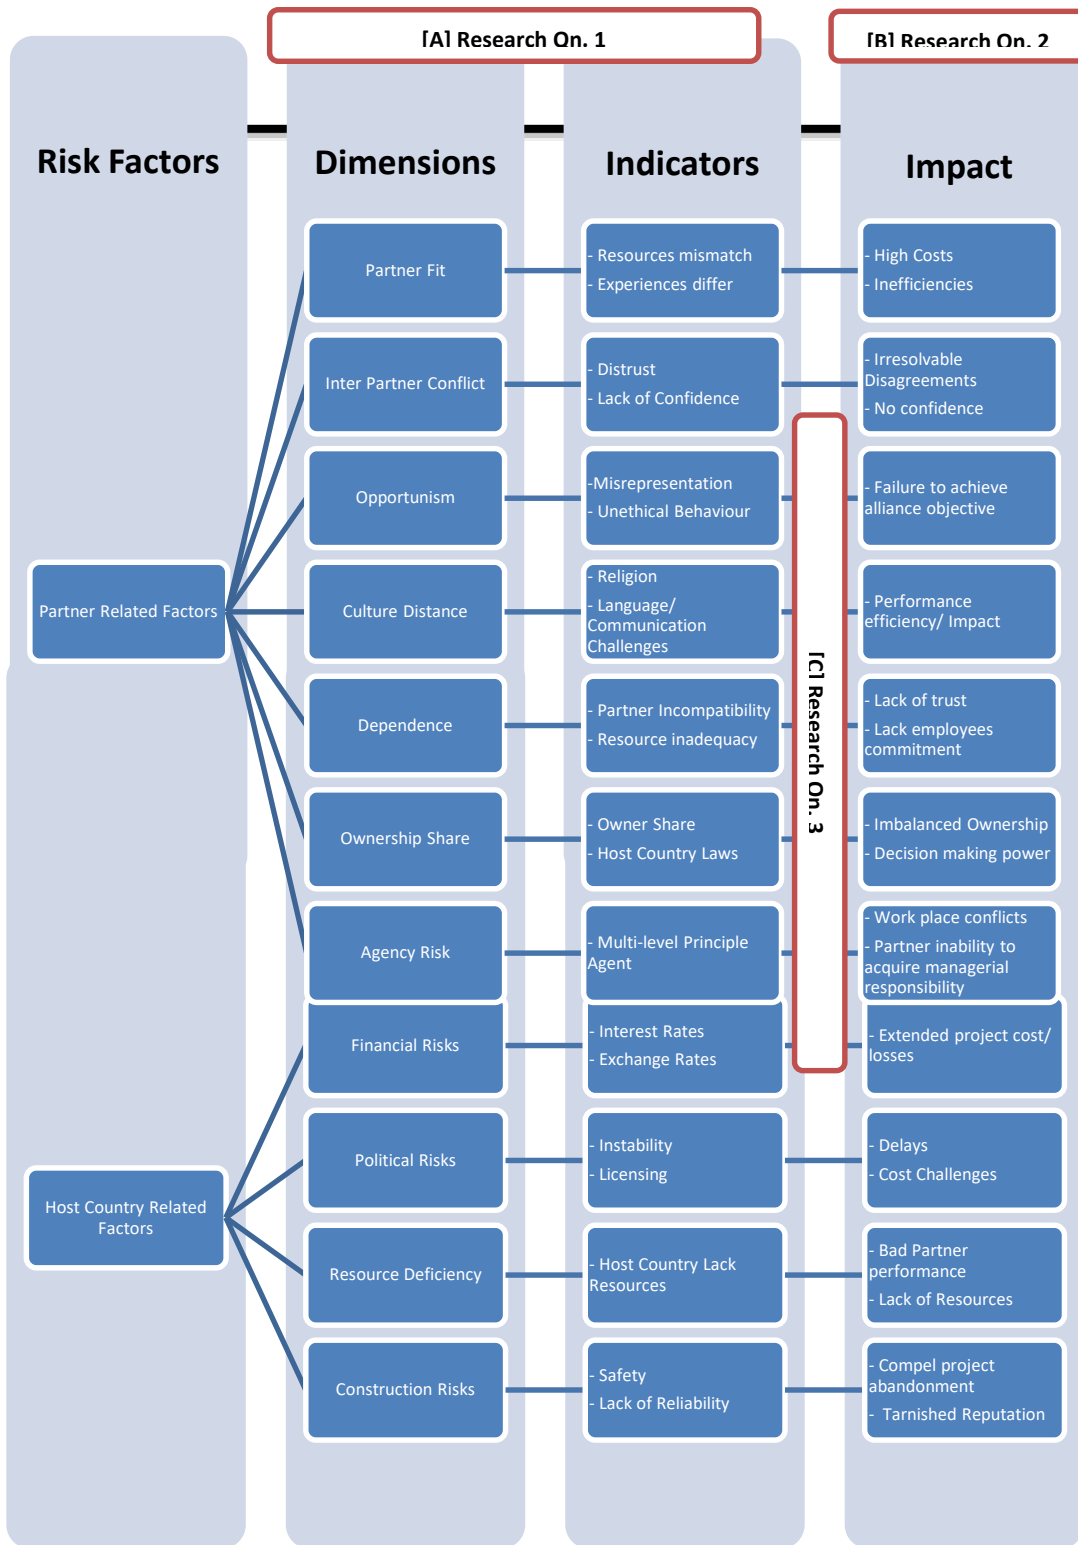 [A] Research On. 1
[B] Research On. 2
Risk Factors
Dimensions
Indicators
Impact
Partner Related Factors
Partner Fit
- Resources mismatch
- Experiences differ
- High Costs
- Inefficiencies
Inter Partner Conflict
- Distrust
- Lack of Confidence
- Irresolvable
Disagreements
- No confidence
Opportunism
-Misrepresentation
- Unethical Behaviour
- Failure to achieve
alliance objective
Culture Distance
- Religion
- Language/
Communication
Challenges
- Performance
efficiency/ Impact
Dependence
- Partner Incompatibility
- Resource inadequacy
- Lack of trust
- Lack employees
commitment
Ownership Share
- Owner Share
- Host Country Laws
- Imbalanced Ownership
- Decision making power
Agency Risk
- Multi-level Principle
Agent
- Work place conflicts
- Partner inability to
acquire managerial
responsibility
[C] Research On. 3
Host Country Related
Factors
Financial Risks
- Interest Rates
- Exchange Rates
- Extended project cost/
losses
Political Risks
- Instability
- Licensing
- Delays
- Cost Challenges
Resource Deficiency
- Host Country Lack
Resources
- Bad Partner
performance
- Lack of Resources
Construction Risks
- Safety
- Lack of Reliability
- Compel project
abandonment
- Tarnished Reputation